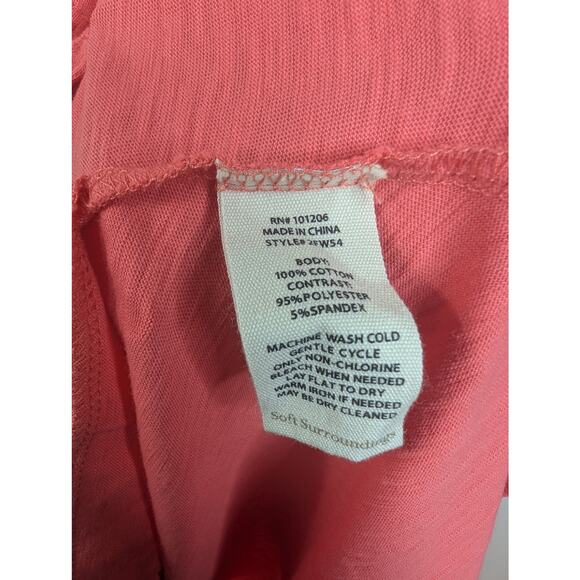 RN# 101206
MADE IN CHINA
STYLE# 2FW54
BODY:
100% COTTON
CONTRAST:
95%POLYESTER
5%SPANDEX
MACHINE WASH COLD
GENTLE CYCLE
ONLY NON-CHLORINE
BLEACH WHEN NEEDED
LAY FLAT TO DRY
WARM IRON IF NEEDED
MAY BE DRY CLEANED
Soft Surroundings